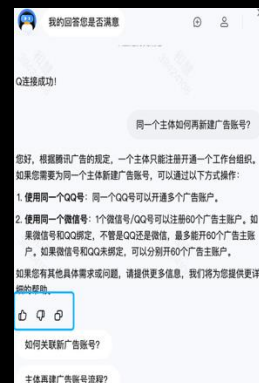 我的回答您是否满意
Q连接成功!
同一个主体如何再新建广告账号?
您好，根据腾讯广告的规定，一个主体只能注册开通一个工作台组织。
如果您需要为同一个主体新建广告账号，可以通过以下方式操作：
1. 使用同一个QQ号：同一个QQ号可以开通多个广告账户。
2. 使用同一个微信号：1个微信号/QQ号可以注册60个广告主账户。如
果微信号和QQ绑定，不管是QQ还是微信，最多能开60个广告主账
户。如果微信号和QQ未绑定，可以分别开60个广告主账户。
如果您有其他具体需求或问题，请提供更多信息，我们将为您提供更详
细的帮助。
如何关联新广告账号?
主体再建广告账号流程?